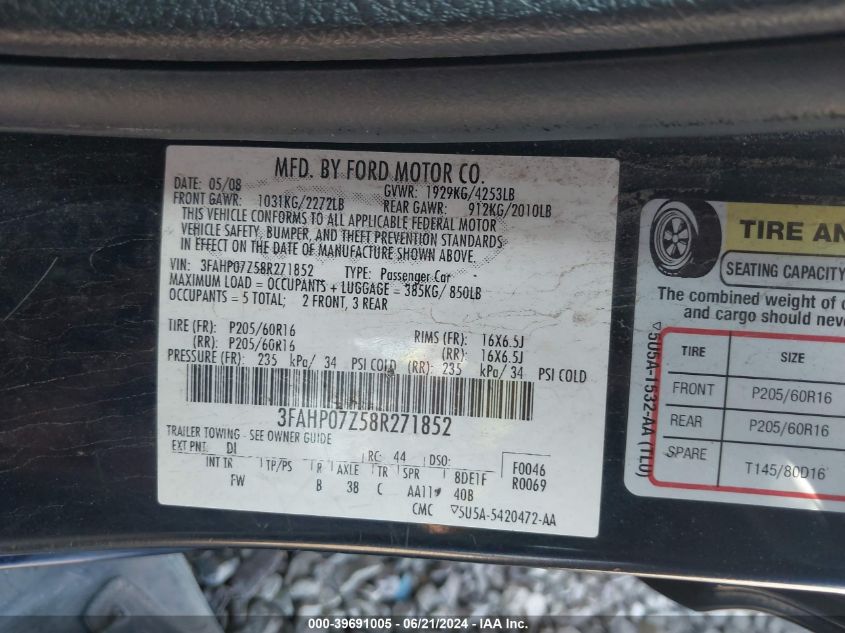 MFD. BY FORD MOTOR CO.
DATE: 05/08 GVWR: 1929KG/4253LB
FRONT GAWR: 1031KG/2272LB REAR GAWR: 912KG/2010LB
THIS VEHICLE CONFORMS TO ALL APPLICABLE FEDERAL MOTOR
VEHICLE SAFETY, BUMPER, AND THEFT PREVENTION STANDARDS
IN EFFECT ON THE DATE OF MANUFACTURE SHOWN ABOVE.
VIN: 3FAHP07Z58R271852 TYPE: Passenger Car
MAXIMUM LOAD = OCCUPANTS + LUGGAGE = 385KG/ 850LB
OCCUPANTS = 5 TOTAL; 2 FRONT, 3 REAR
TIRE (FR): P205/60R16 RIMS (FR): 16X6.5J
(RR): P205/60R16 (RR): 16X6.5J
PRESSURE (FR): 235 kPa/ 34 PSI COLD (RR): 235 kPa/ 34 PSI COLD
3FAHP07Z58R271852
TRAILER TOWING - SEE OWNER GUIDE
EXT PNT: DI RC: 44 DSO: F0046
INT TR TP/PS R AXLE TR SPR 8DE1F R0069
FW B 38 C AA11 40B
CMC ▽5U5A-5420472-AA
TIRE AN
SEATING CAPACITY
The combined weight of
and cargo should neve
▽5U5A-1532-AA (TL0)
TIRE SIZE
FRONT P205/60R16
REAR P205/60R16
SPARE T145/80D16
000-39691005 - 06/21/2024 - IAA Inc.